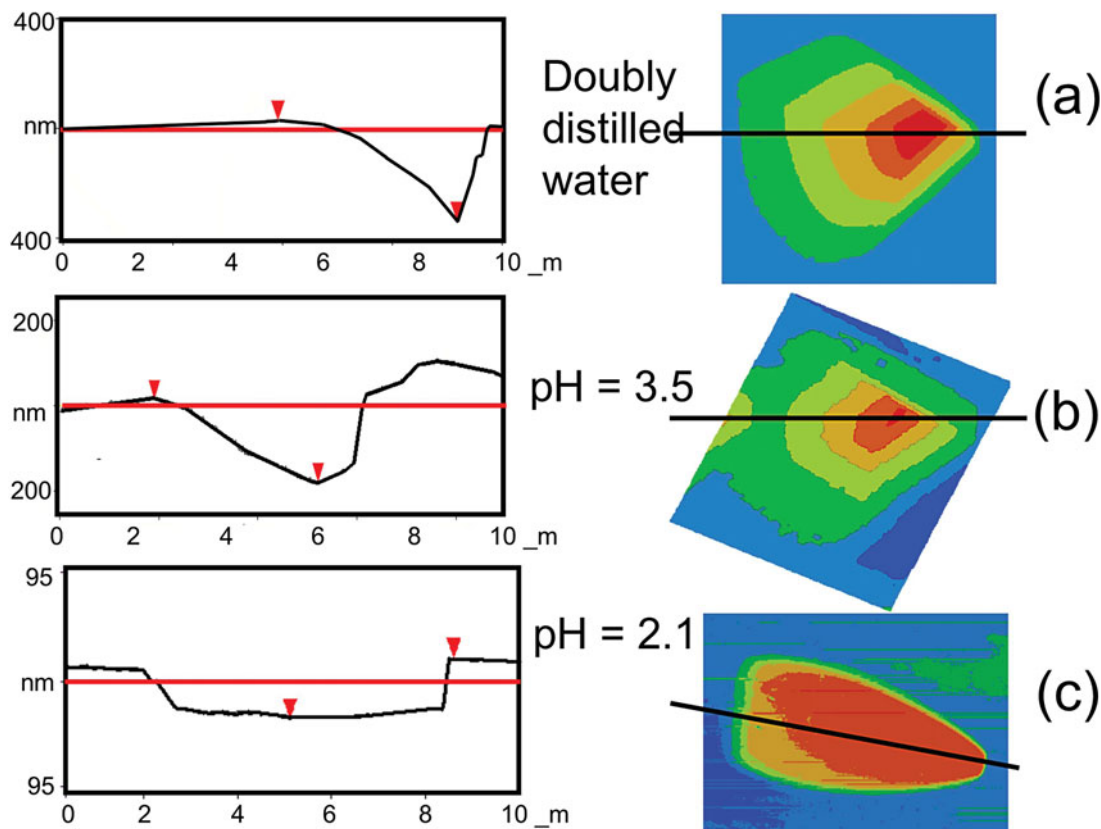 400
nm
400
0 2 4 6 8 10 _m
Doubly
distilled
water
(a)
200
nm
200
0 2 4 6 8 10 _m
pH = 3.5
(b)
95
nm
95
0 2 4 6 8 10 _m
pH = 2.1
(c)